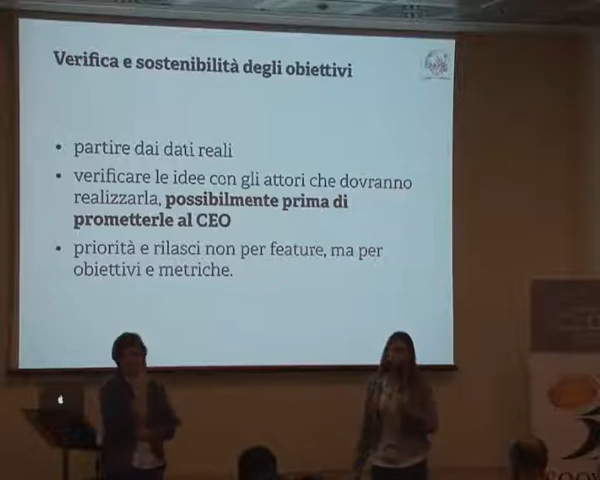 Verifica e sostenibilità degli obiettivi
• partire dai dati reali
• verificare le idee con gli attori che dovranno
realizzarla, possibilmente prima di
prometterle al CEO
• priorità e rilasci non per feature, ma per
obiettivi e metriche.